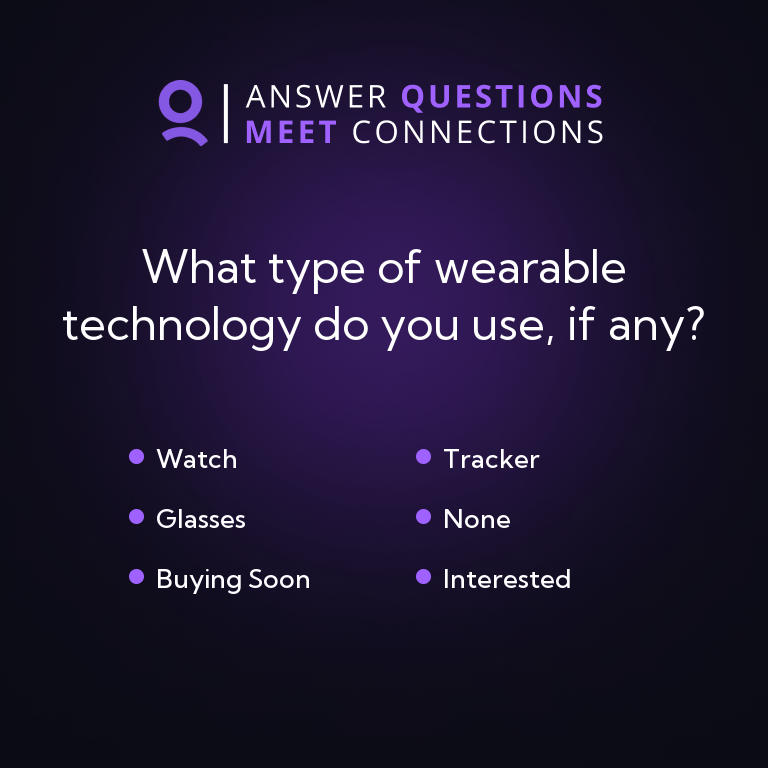 ANSWER QUESTIONS
MEET CONNECTIONS
What type of wearable
technology do you use, if any?
Watch
Tracker
Glasses
None
Buying Soon
Interested